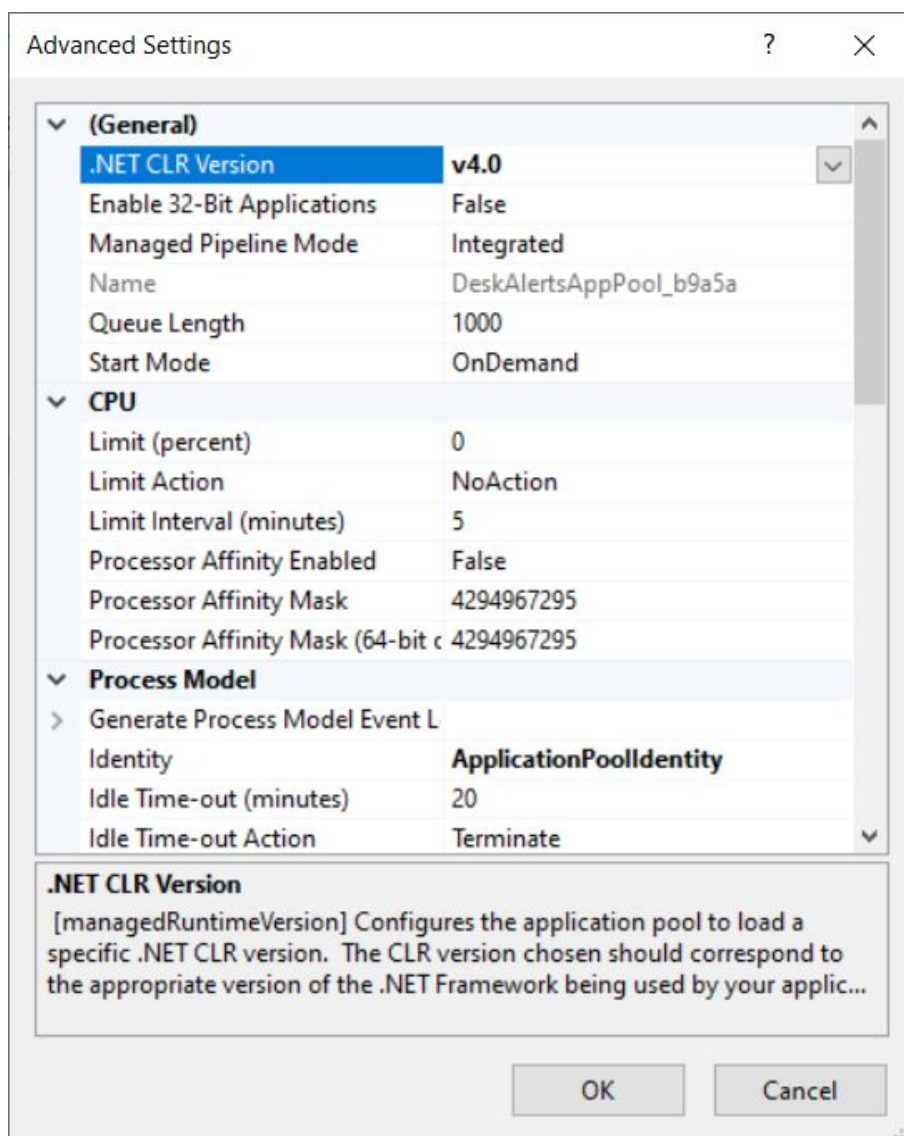 Advanced Settings ?
(General)
.NET CLR Version v4.0
Enable 32-Bit Applications False
Managed Pipeline Mode Integrated
Name DeskAlertsAppPool_b9a5a
Queue Length 1000
Start Mode OnDemand
CPU
Limit (percent) 0
Limit Action NoAction
Limit Interval (minutes) 5
Processor Affinity Enabled False
Processor Affinity Mask 4294967295
Processor Affinity Mask (64-bit c 4294967295
Process Model
Generate Process Model Event L
Identity ApplicationPoolIdentity
Idle Time-out (minutes) 20
Idle Time-out Action Terminate
.NET CLR Version
[managedRuntimeVersion] Configures the application pool to load a
specific .NET CLR version. The CLR version chosen should correspond to
the appropriate version of the .NET Framework being used by your applic...
OK Cancel